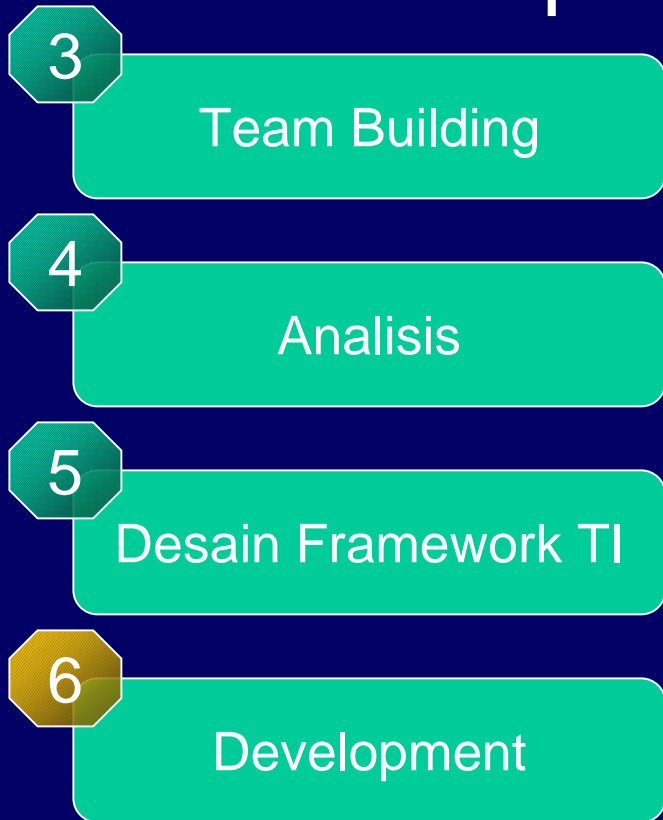 3
Team Building
4
Analisis
5
Desain Framework TI
6
Development